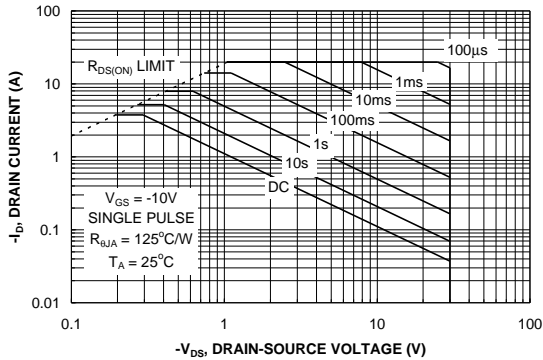 100
10
1
0.1
0.01
-I_D, DRAIN CURRENT (A)
R_DS(ON) LIMIT
100µs
1ms
10ms
100ms
1s
10s
DC
V_GS = -10V
SINGLE PULSE
R_θJA = 125°C/W
T_A = 25°C
0.1
1
10
100
-V_DS, DRAIN-SOURCE VOLTAGE (V)